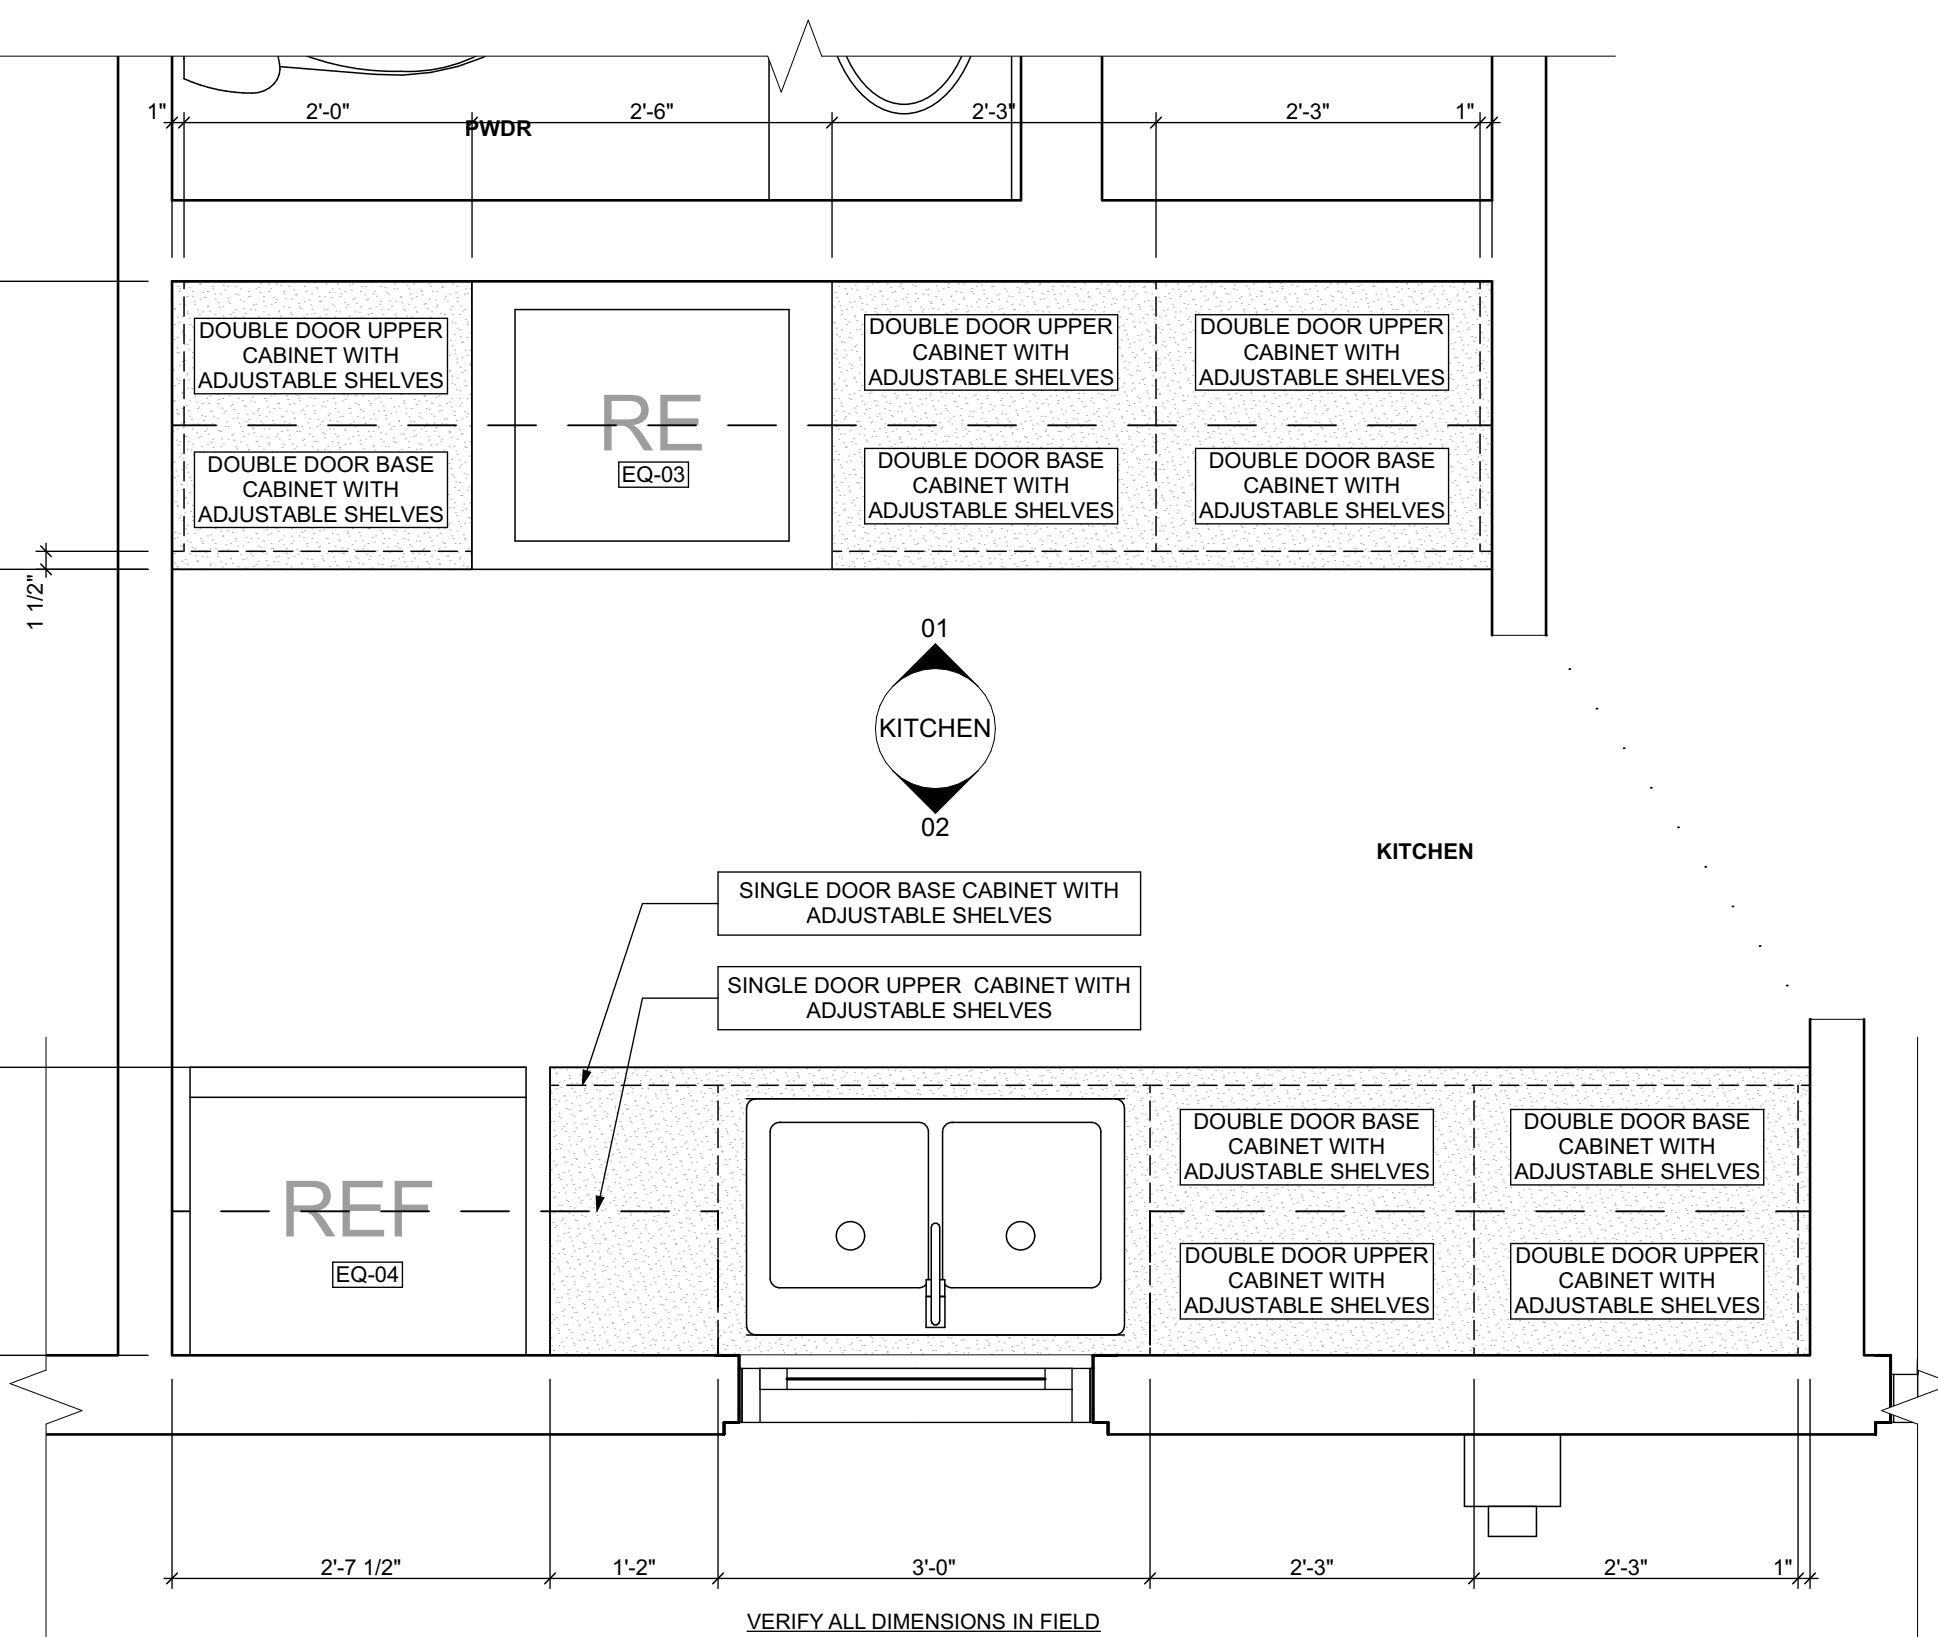 1" 2'-0" 2'-6" 2'-3" 2'-3" 1"
PWDR
DOUBLE DOOR UPPER
CABINET WITH
ADJUSTABLE SHELVES
DOUBLE DOOR BASE
CABINET WITH
ADJUSTABLE SHELVES
RE
EQ-03
DOUBLE DOOR UPPER
CABINET WITH
ADJUSTABLE SHELVES
DOUBLE DOOR BASE
CABINET WITH
ADJUSTABLE SHELVES
DOUBLE DOOR UPPER
CABINET WITH
ADJUSTABLE SHELVES
DOUBLE DOOR BASE
CABINET WITH
ADJUSTABLE SHELVES
1 1/2"
01
KITCHEN
02
KITCHEN
SINGLE DOOR BASE CABINET WITH
ADJUSTABLE SHELVES
SINGLE DOOR UPPER CABINET WITH
ADJUSTABLE SHELVES
REF
EQ-04
DOUBLE DOOR BASE
CABINET WITH
ADJUSTABLE SHELVES
DOUBLE DOOR UPPER
CABINET WITH
ADJUSTABLE SHELVES
DOUBLE DOOR BASE
CABINET WITH
ADJUSTABLE SHELVES
DOUBLE DOOR UPPER
CABINET WITH
ADJUSTABLE SHELVES
2'-7 1/2" 1'-2" 3'-0" 2'-3" 2'-3" 1"
VERIFY ALL DIMENSIONS IN FIELD